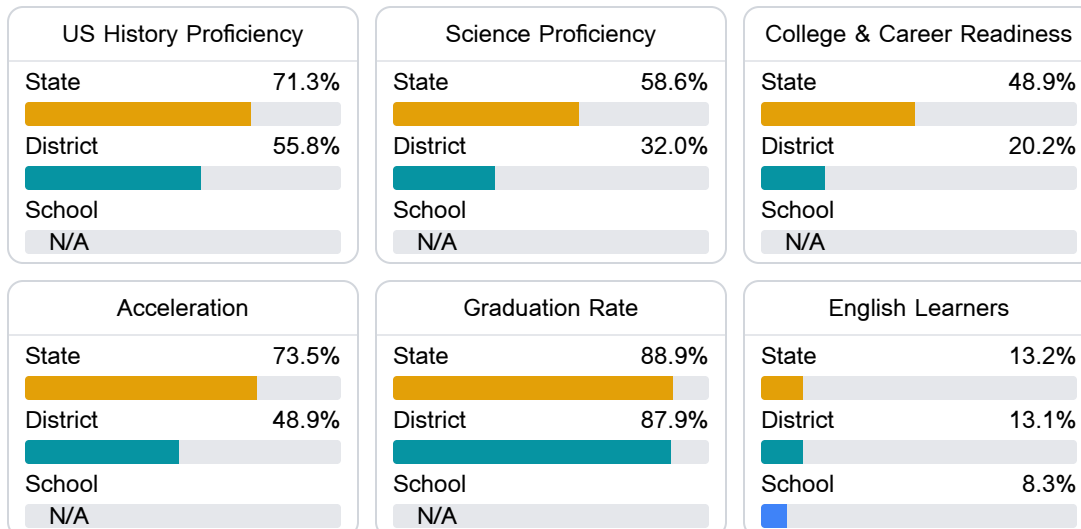 US History Proficiency
State 71.3%
District 55.8%
School
N/A
Science Proficiency
State 58.6%
District 32.0%
School
N/A
College & Career Readiness
State 48.9%
District 20.2%
School
N/A
Acceleration
State 73.5%
District 48.9%
School
N/A
Graduation Rate
State 88.9%
District 87.9%
School
N/A
English Learners
State 13.2%
District 13.1%
School 8.3%